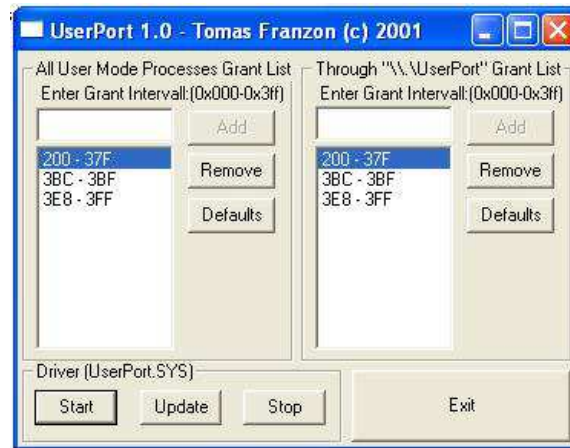 UserPort 1.0 - Tomas Franzon (c) 2001
All User Mode Processes Grant List
Enter Grant Intervall:(0x000-0x3ff)
Add
200 - 37F
3BC - 3BF
3E8 - 3FF
Remove
Defaults
Through "\\.\UserPort" Grant List
Enter Grant Intervall:(0x000-0x3ff)
Add
200 - 37F
3BC - 3BF
3E8 - 3FF
Remove
Defaults
Driver (UserPort.SYS)
Start
Update
Stop
Exit